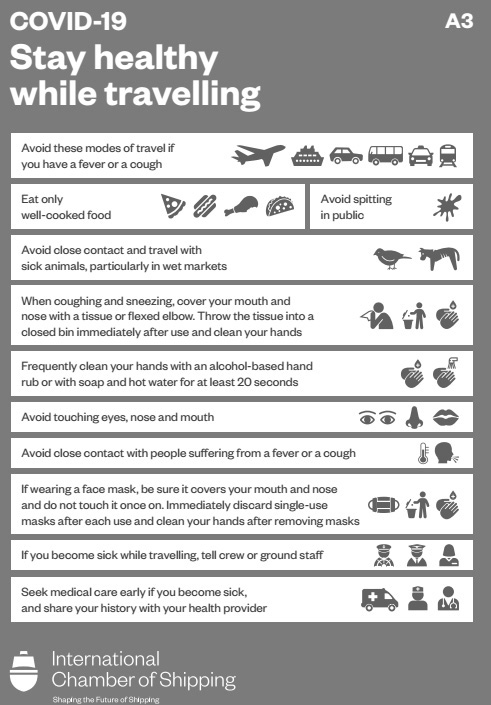 COVID-19
A3
Stay healthy
while travelling
Avoid these modes of travel if
you have a fever or a cough
Eat only
well-cooked food
Avoid spitting
in public
Avoid close contact and travel with
sick animals, particularly in wet markets
When coughing and sneezing, cover your mouth and
nose with a tissue or flexed elbow. Throw the tissue into a
closed bin immediately after use and clean your hands
Frequently clean your hands with an alcohol-based hand
rub or with soap and hot water for at least 20 seconds
Avoid touching eyes, nose and mouth
Avoid close contact with people suffering from a fever or a cough
If wearing a face mask, be sure it covers your mouth and nose
and do not touch it once on. Immediately discard single-use
masks after each use and clean your hands after removing masks
If you become sick while travelling, tell crew or ground staff
Seek medical care early if you become sick,
and share your history with your health provider
International
Chamber of Shipping
Shaping the Future of Shipping